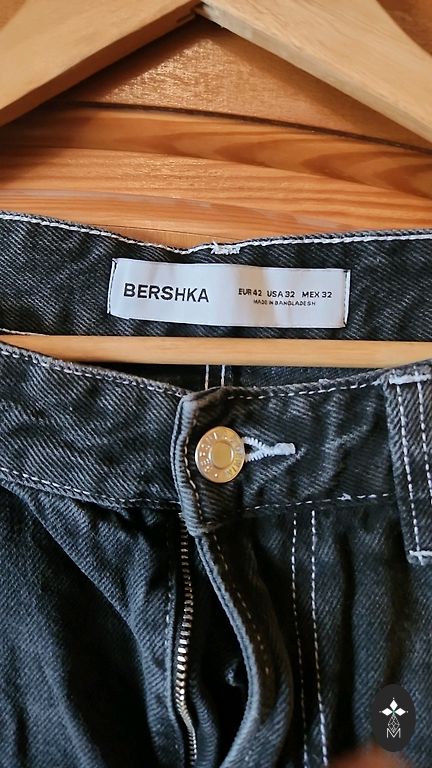 BERSHKA
EUR 42 USA 32 MEX 32
MADE IN BANGLADESH
M